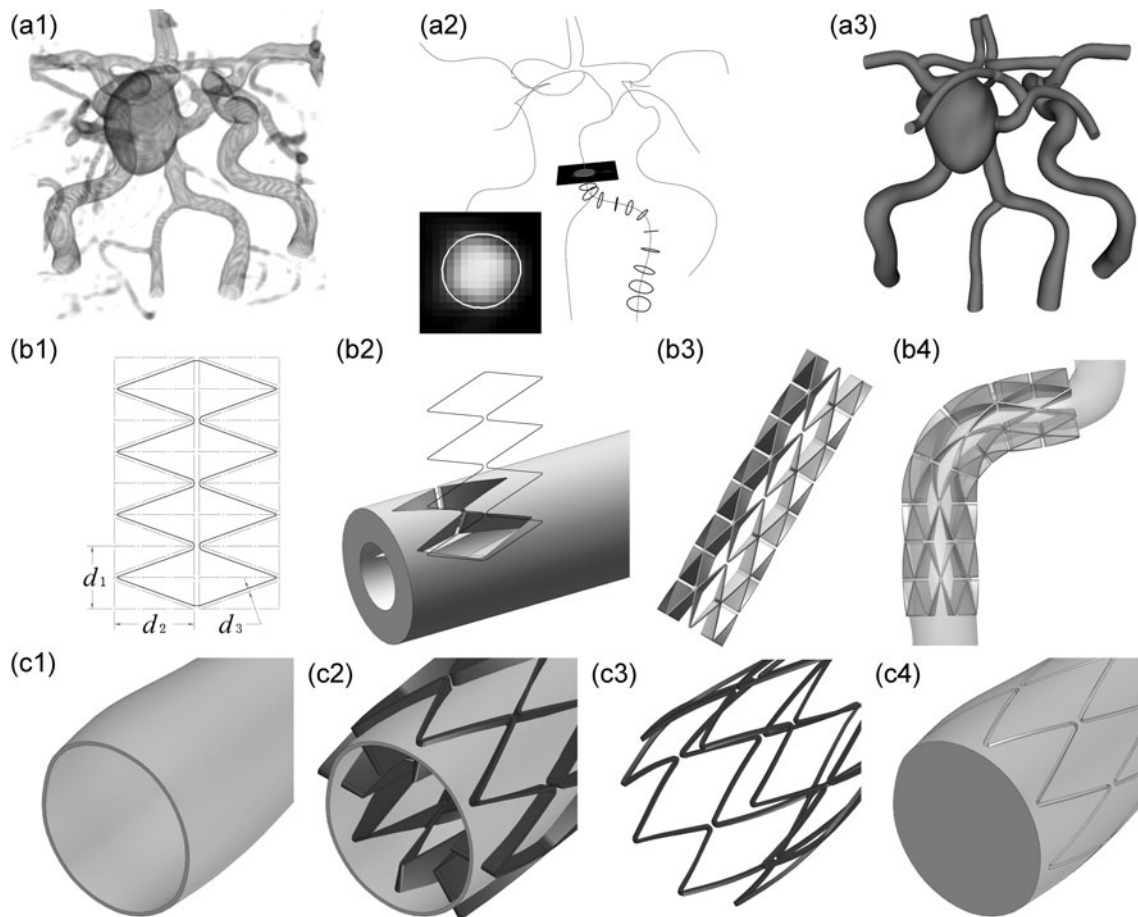 (a1)
(a2)
(a3)
(b1)
(b2)
(b3)
(b4)
d1
d2
d3
(c1)
(c2)
(c3)
(c4)